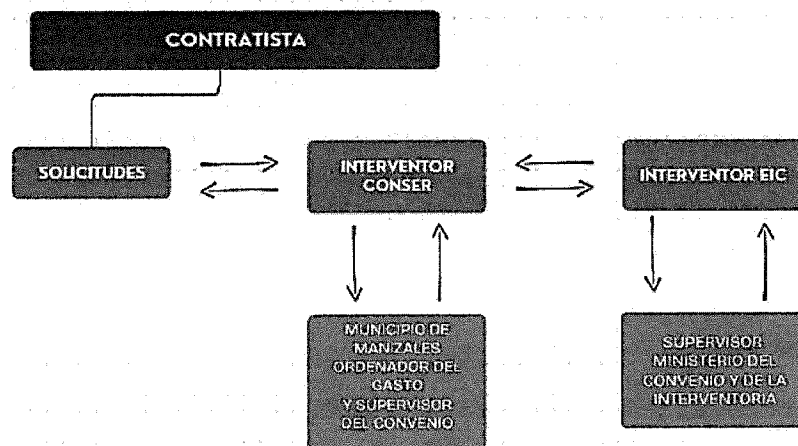 CONTRATISTA
SOLICITUDES
INTERVENTOR
CONSER
INTERVENTOR EIC
MUNICIPIO DE
MANIZALES
ORDENADOR DEL
GASTO
Y SUPERVISOR
DEL CONVENIO
SUPERVISOR
MINISTERIO DEL
CONVENIO Y DE LA
INTERVENTORIA